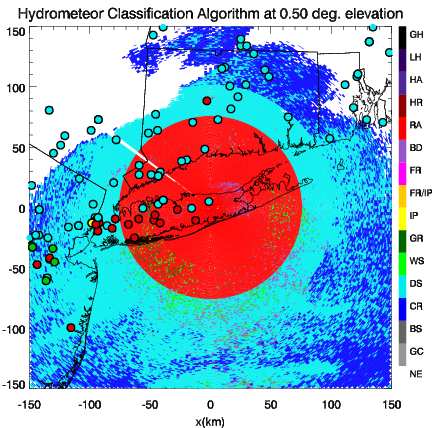 Hydrometeor Classification Algorithm at 0.50 deg. elevation
150
100
50
0
-50
-100
-150
-150
-100
-50
0
50
100
150
x(km)
GH
LH
HA
HR
RA
BD
FR
FR/IP
IP
GR
WS
DS
CR
BS
GC
NE